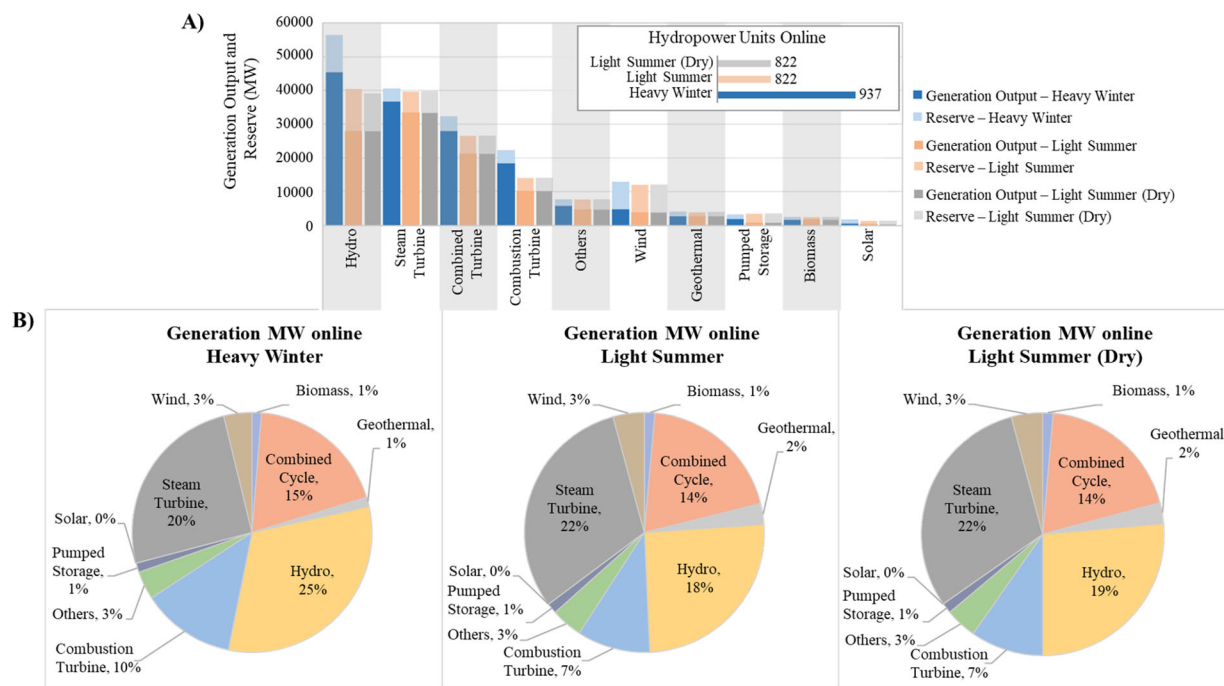 A)
Generation Output and
Reserve (MW)
60000
50000
40000
30000
20000
10000
0
Hydropower Units Online
Light Summer (Dry) 822
Light Summer 822
Heavy Winter 937
Hydro
Steam
Turbine
Combined
Turbine
Combustion
Turbine
Others
Wind
Geothermal
Pumped
Storage
Biomass
Solar
Generation Output – Heavy Winter
Reserve – Heavy Winter
Generation Output – Light Summer
Reserve – Light Summer
Generation Output – Light Summer (Dry)
Reserve – Light Summer (Dry)
B)
Generation MW online
Heavy Winter
Wind, 3%
Biomass, 1%
Geothermal,
1%
Combined
Cycle,
15%
Steam
Turbine,
20%
Solar, 0%
Pumped
Storage,
1%
Others, 3%
Hydro,
25%
Combustion
Turbine, 10%
Generation MW online
Light Summer
Wind, 3%
Biomass, 1%
Geothermal,
2%
Combined
Cycle,
14%
Steam
Turbine,
22%
Solar, 0%
Pumped
Storage, 1%
Others, 3%
Hydro,
18%
Combustion
Turbine, 7%
Generation MW online
Light Summer (Dry)
Wind, 3%
Biomass, 1%
Geothermal,
2%
Combined
Cycle,
14%
Steam
Turbine,
22%
Solar, 0%
Pumped
Storage, 1%
Others, 3%
Hydro,
19%
Combustion
Turbine, 7%